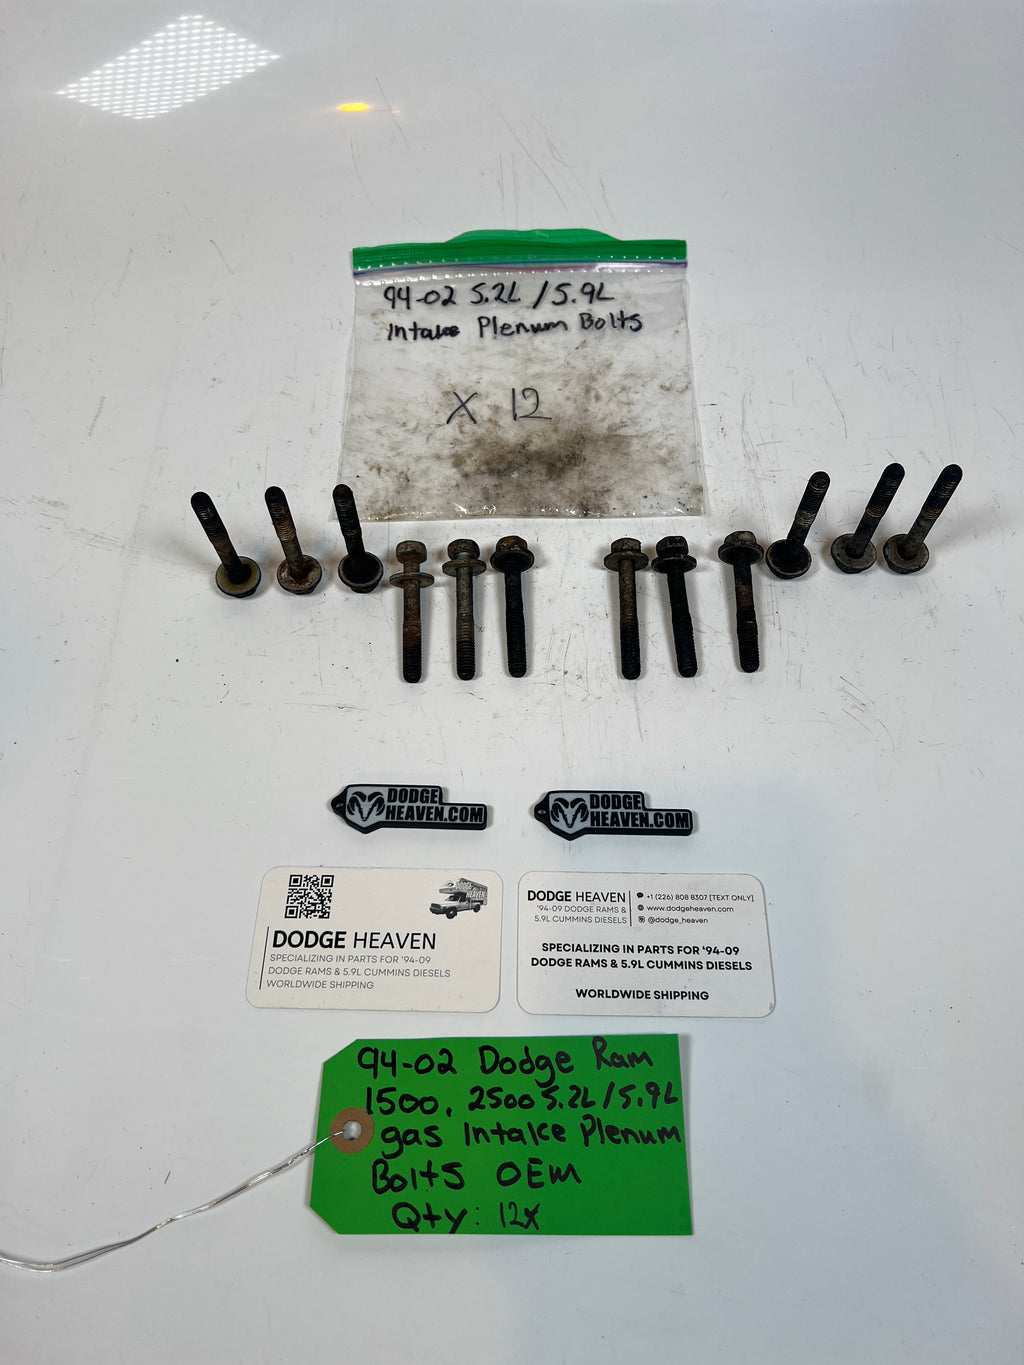 94-02 5.2L / 5.9L
Intake Plenum Bolts
X 12
DODGE
HEAVEN.COM
DODGE
HEAVEN.COM
DODGE
HEAVEN
DODGE HEAVEN
SPECIALIZING IN PARTS FOR '94-09
DODGE RAMS & 5.9L CUMMINS DIESELS
WORLDWIDE SHIPPING
DODGE HEAVEN
'94-09 DODGE RAMS &
5.9L CUMMINS DIESELS
+1 (226) 808 8307 [TEXT ONLY]
www.dodgeheaven.com
@dodge_heaven
SPECIALIZING IN PARTS FOR '94-09
DODGE RAMS & 5.9L CUMMINS DIESELS
WORLDWIDE SHIPPING
94-02 Dodge Ram
1500, 2500 5.2L / 5.9L
gas Intake Plenum
Bolts OEM
Qty: 12x